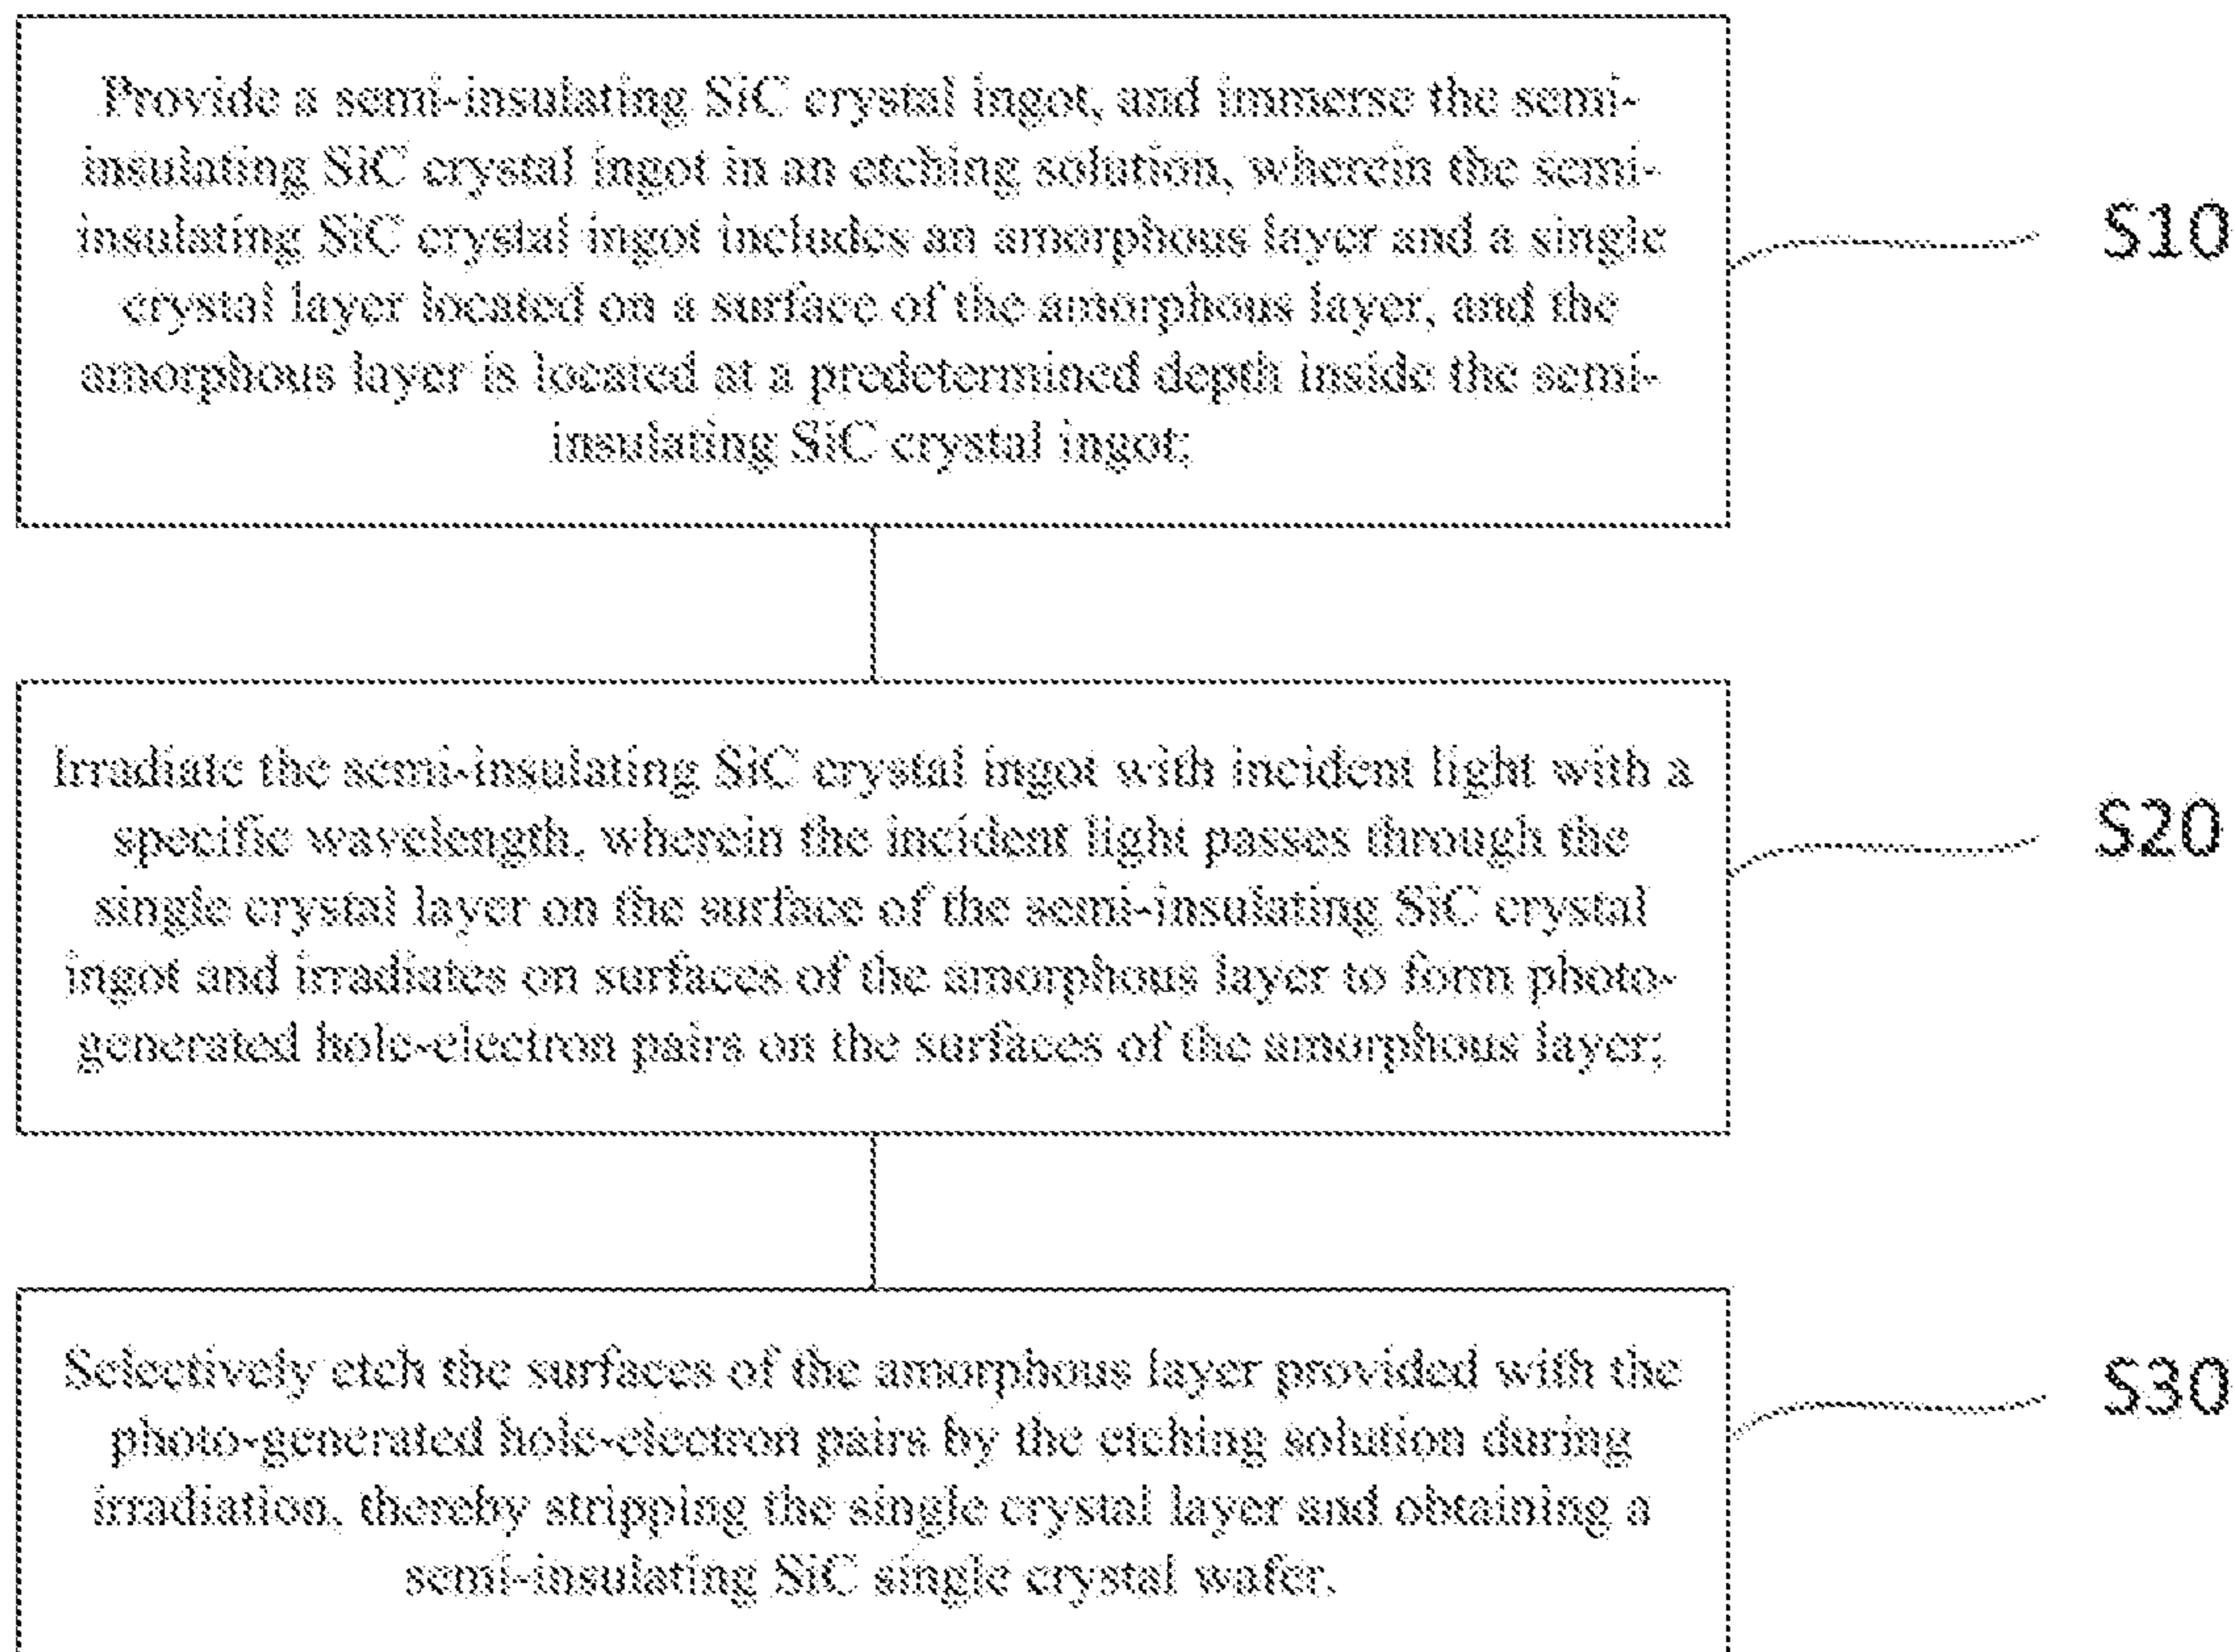 Provide a semi-insulating SiC crystal ingot, and immerse the semi-
insulating SiC crystal ingot in an etching solution, wherein the semi-
insulating SiC crystal ingot includes an amorphous layer and a single
crystal layer located on a surface of the amorphous layer, and the
amorphous layer is located at a predetermined depth inside the semi-
insulating SiC crystal ingot;
S10
Irradiate the semi-insulating SiC crystal ingot with incident light with a
specific wavelength, wherein the incident light passes through the
single crystal layer on the surface of the semi-insulating SiC crystal
ingot and irradiates on surfaces of the amorphous layer to form photo-
generated hole-electron pairs on the surfaces of the amorphous layer;
S20
Selectively etch the surfaces of the amorphous layer provided with the
photo-generated hole-electron pairs by the etching solution during
irradiation, thereby stripping the single crystal layer and obtaining a
semi-insulating SiC single crystal wafer.
S30